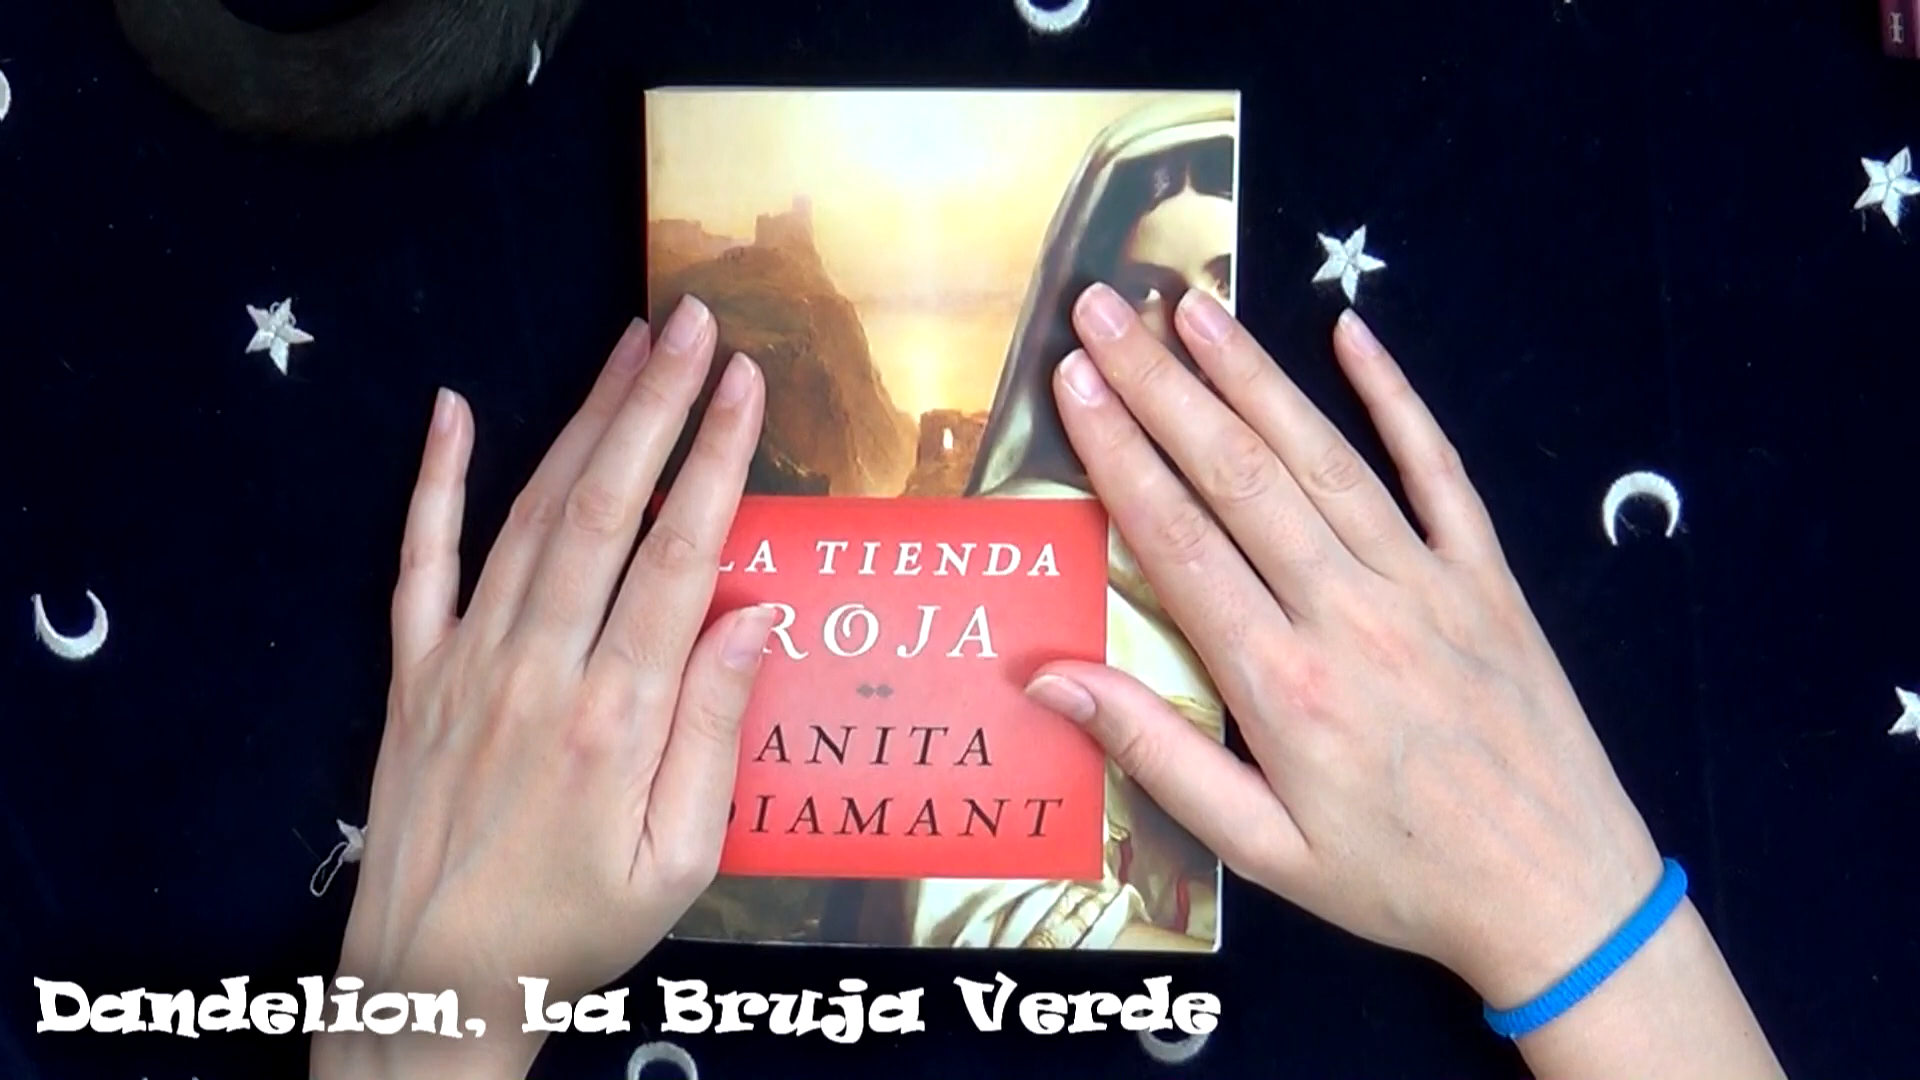 LA TIENDA
ROJA
ANITA
DIAMANT
Dandelion, La Bruja Verde